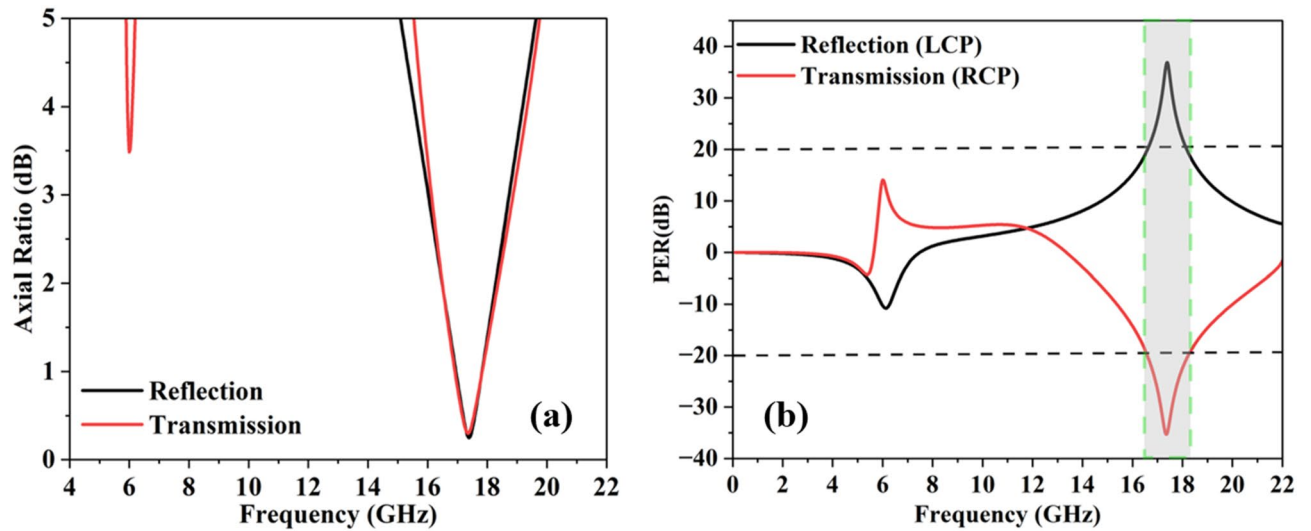 5
4
3
2
1
0
Axial Ratio (dB)
Reflection
Transmission
(a)
4 6 8 10 12 14 16 18 20 22
Frequency (GHz)
40
30
20
10
0
−10
−20
−30
−40
PER(dB)
Reflection (LCP)
Transmission (RCP)
(b)
0 2 4 6 8 10 12 14 16 18 20 22
Frequency (GHz)